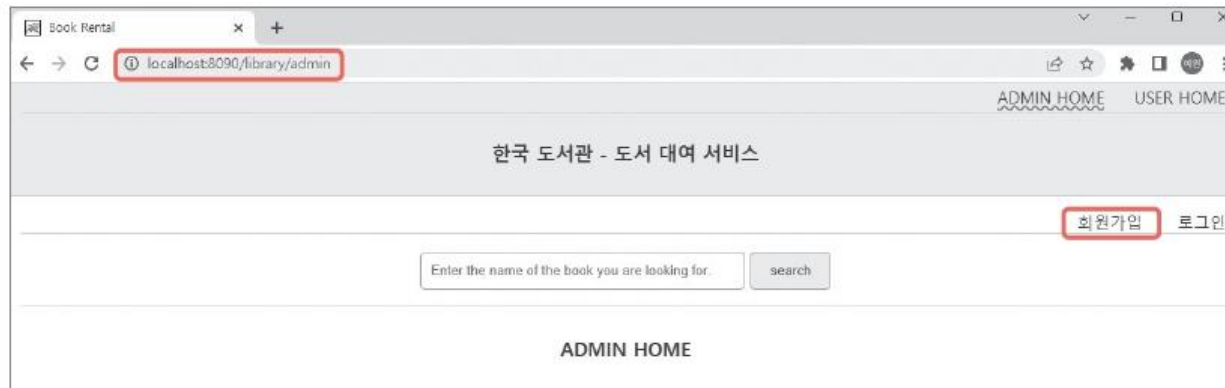 Book Rental
localhost:8090/library/admin
ADMIN HOME USER HOME
한국 도서관 - 도서 대여 서비스
회원가입 로그인
Enter the name of the book you are looking for. search
ADMIN HOME